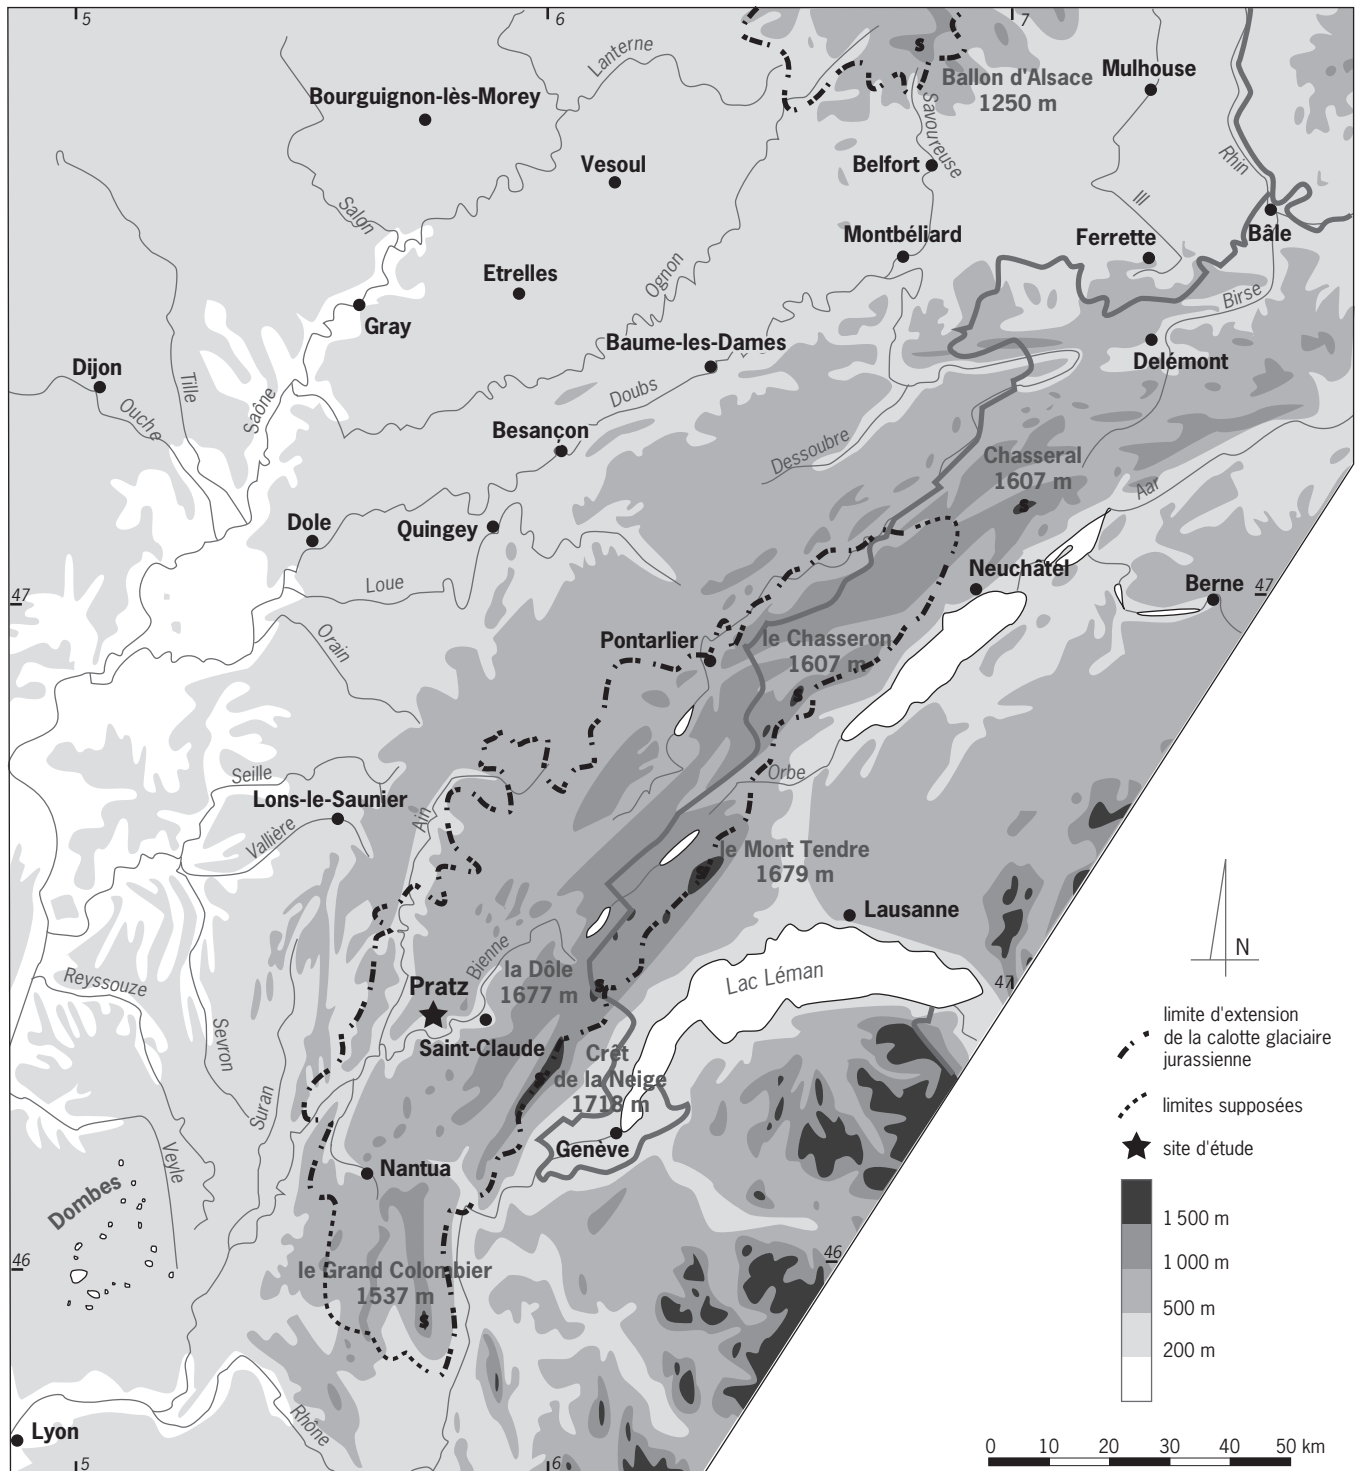 5
6
7
Lanterne
Bourguignon-lès-Morey
Ballon d'Alsace
1250 m
Mulhouse
Savoureuse
Vesoul
Belfort
Rhin
Salon
Ill
Montbéliard
Ferrette
Bâle
Etrelles
Ognon
Birse
Gray
Baume-les-Dames
Delémont
Dijon
Tille
Ouche
Saône
Doubs
Besançon
Dessoubre
Chasseral
1607 m
s
Aar
Dole
Quingey
Neuchâtel
Loue
Berne
47
47
Orain
Pontarlier
le Chasseron
1607 m
s
Seille
Orbe
Lons-le-Saunier
Vallière
Ain
le Mont Tendre
1679 m
s
Lausanne
N
Bienne
la Dôle
1677 m
s
Lac Léman
47
Reyssouze
Pratz
Sevron
Saint-Claude
Crêt
de la Neige
1718 m
s
Suran
Genève
Veyle
Nantua
Dombes
le Grand Colombier
1537 m
s
46
46
Rhône
Lyon
5
6
s
limite d'extension
de la calotte glaciaire
jurassienne
limites supposées
site d'étude
1 500 m
1 000 m
500 m
200 m
0 10 20 30 40 50 km